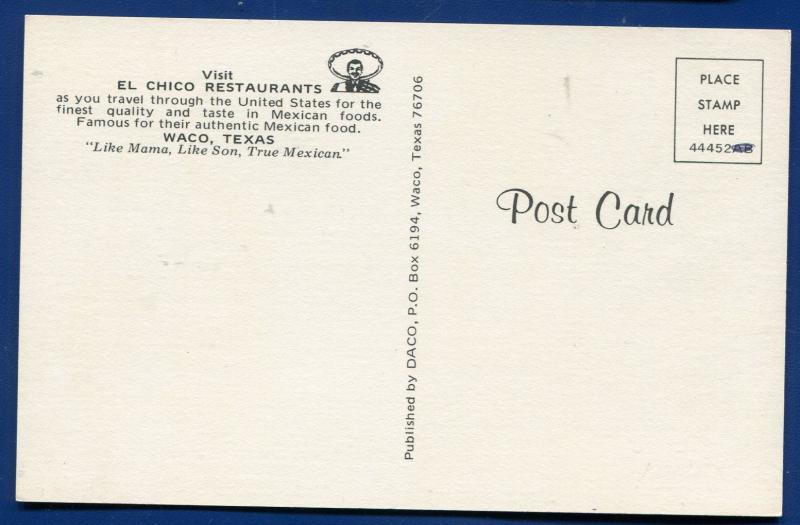 Visit
EL CHICO RESTAURANTS
as you travel through the United States for the
finest quality and taste in Mexican foods.
Famous for their authentic Mexican food.
WACO, TEXAS
"Like Mama, Like Son, True Mexican."
Published by DACO, P.O. Box 6194, Waco, Texas 76706
PLACE
STAMP
HERE
44452
Post Card